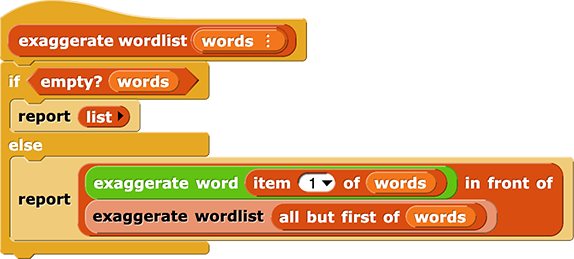 exaggerate wordlist words ⋮
if empty? words
report list
else
exaggerate word item 1 of words in front of
report
exaggerate wordlist all but first of words